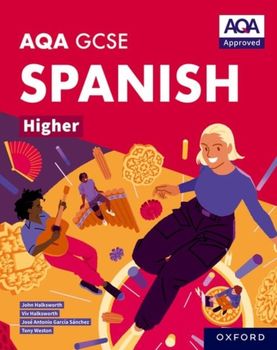 AQA GCSE
AQA
Approved
SPANISH
Higher
John Halksworth
Viv Halksworth
José Antonio García Sánchez
Tony Weston
OXFORD